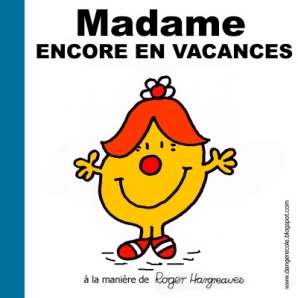 Madame
ENCORE EN VACANCES
à la manière de Roger Hargreaves
www.dangerecole.blogspot.com